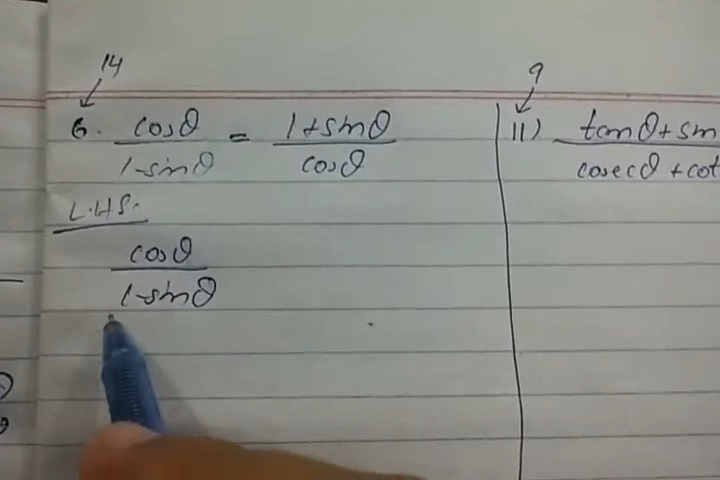 14
6. cosθ / 1-sinθ = 1+sinθ / cosθ
L.H.S.
cosθ
1-sinθ
9
11) tanθ+sin
cosecθ+cot